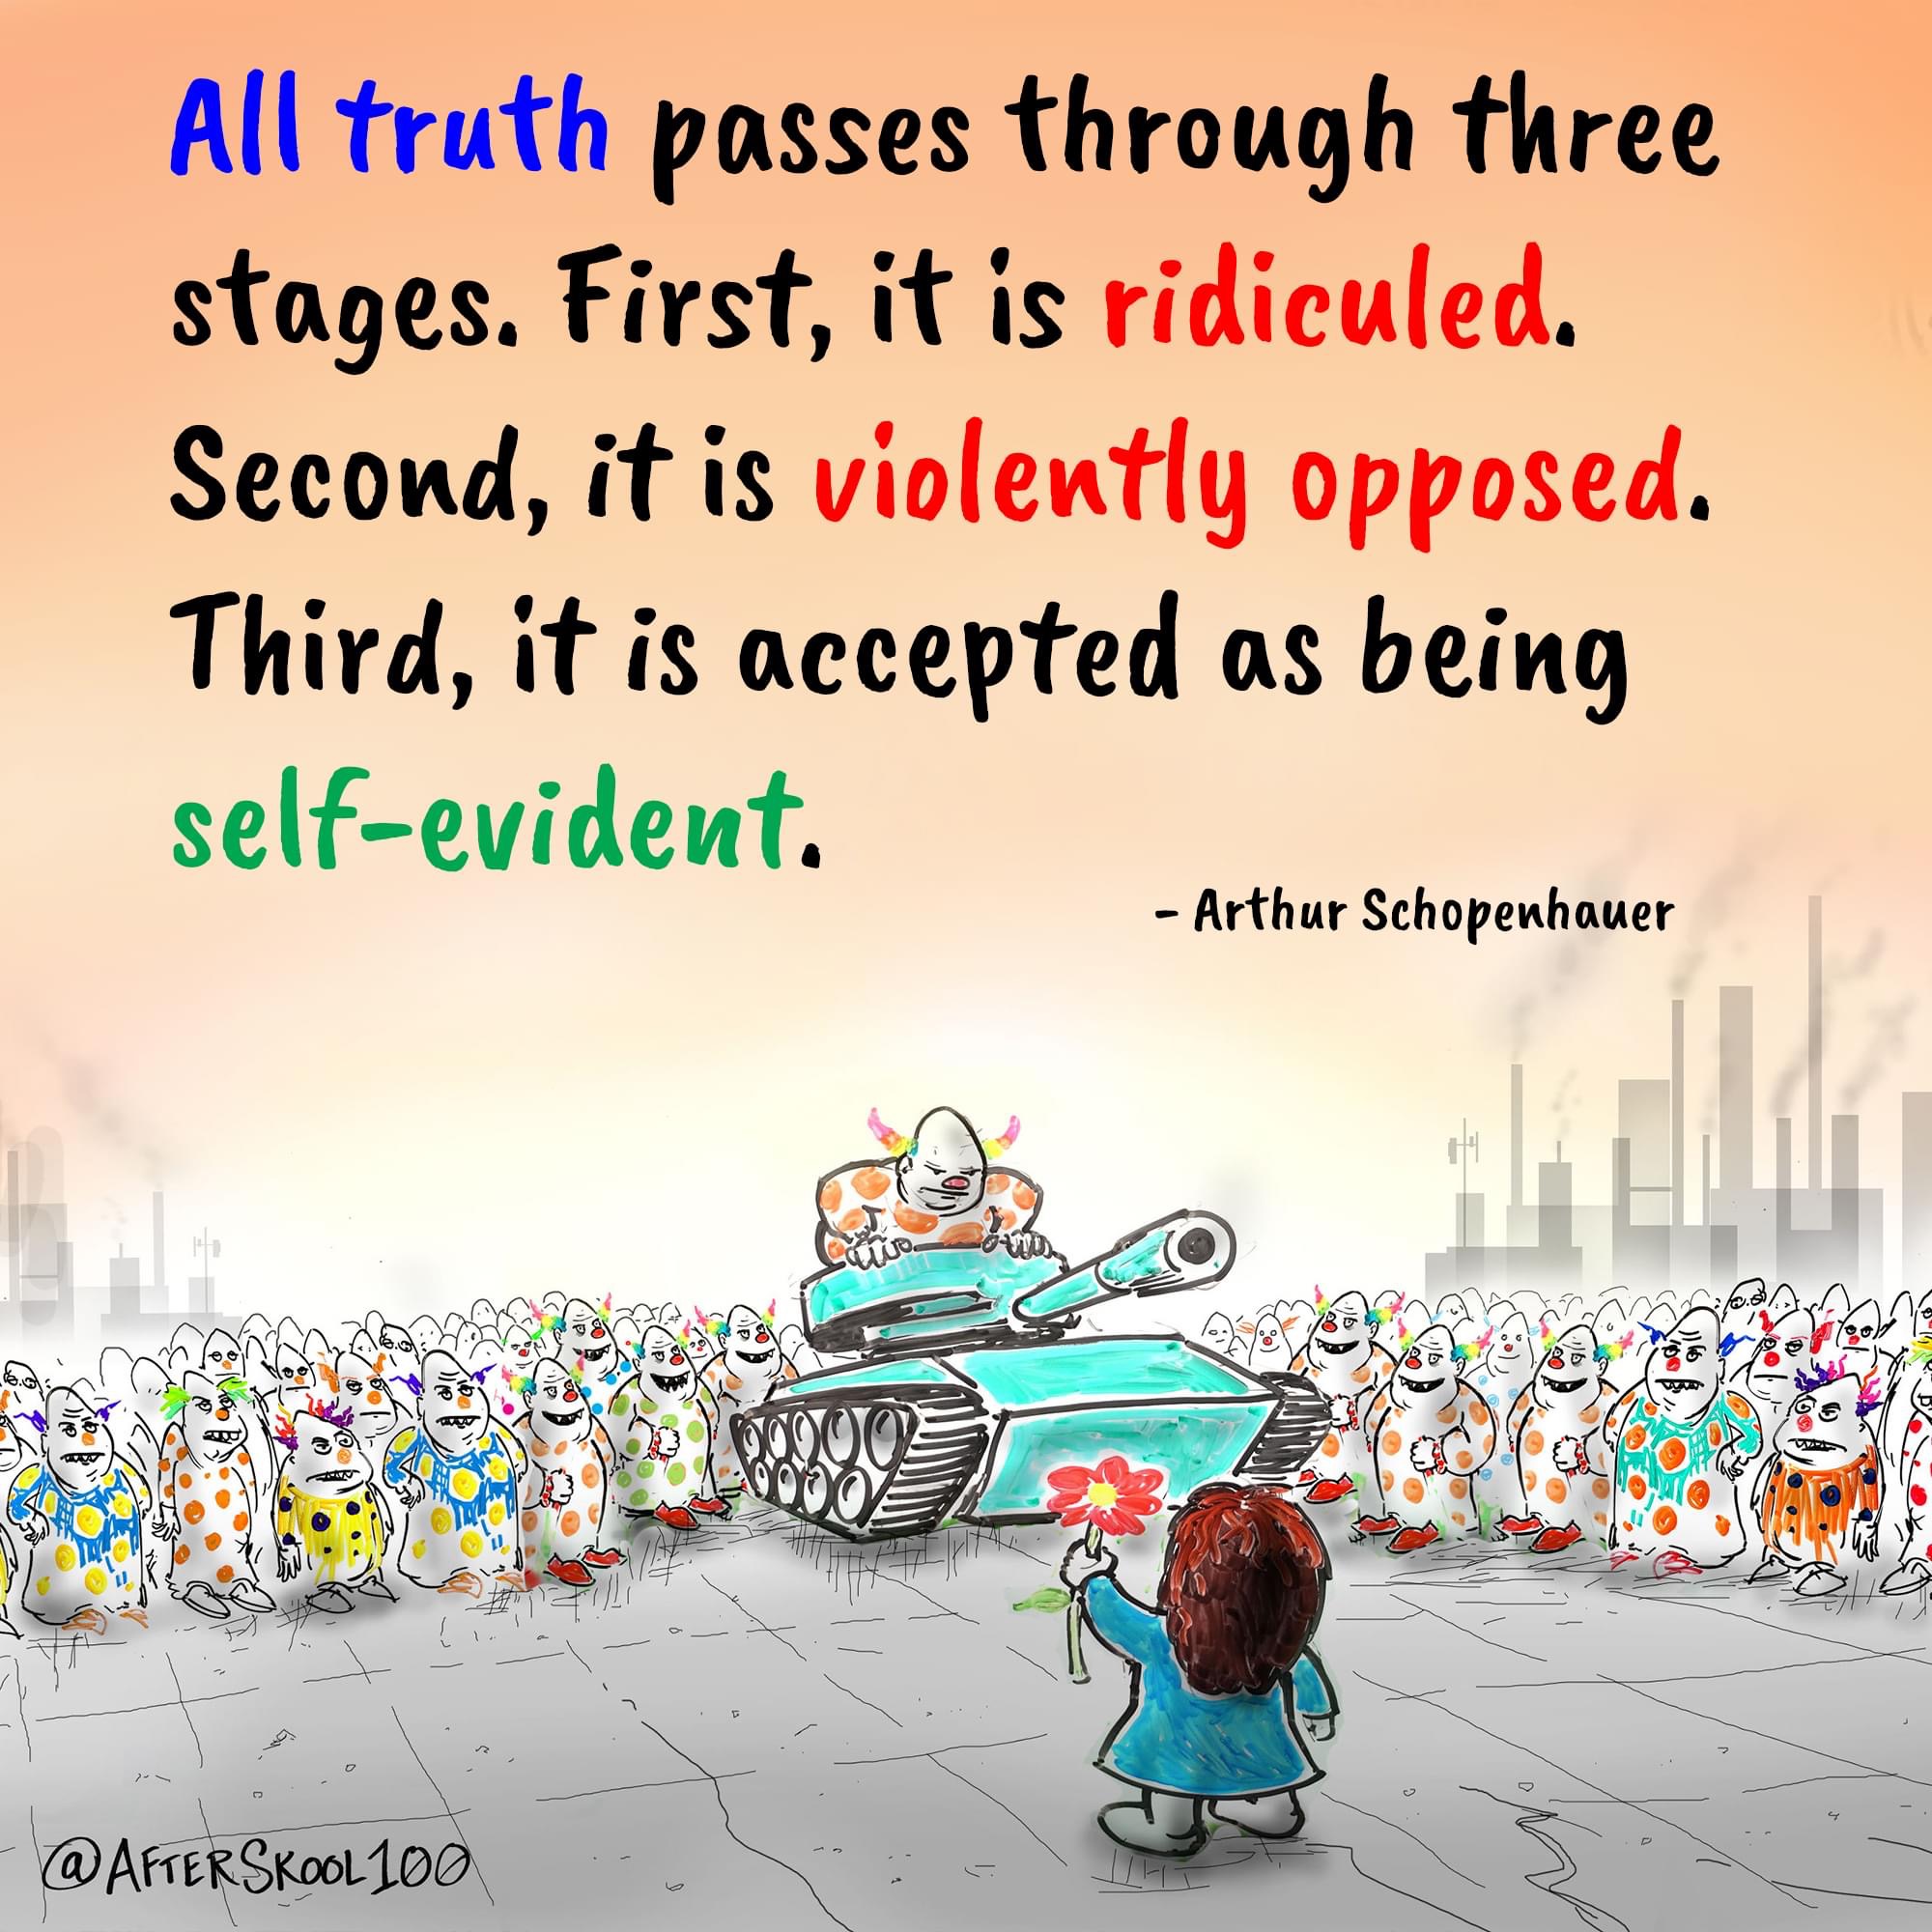 All truth passes through three
stages. First, it is ridiculed.
Second, it is violently opposed.
Third, it is accepted as being
self-evident.
- Arthur Schopenhauer
@AFTERSKOOL100